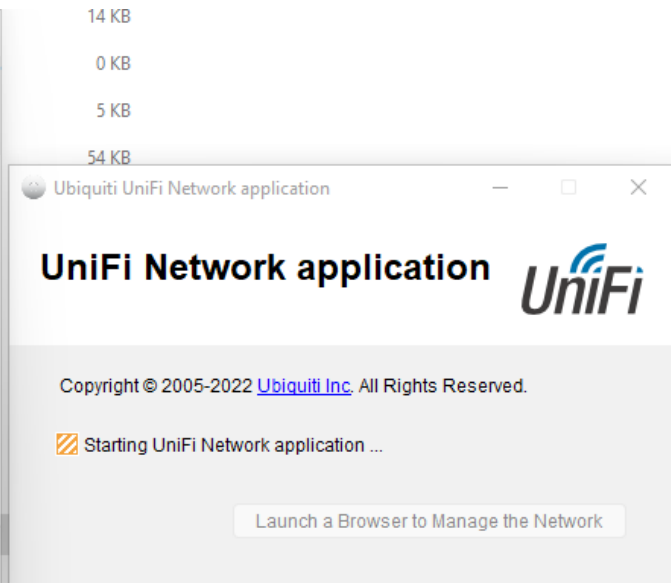 14 KB
0 KB
5 KB
54 KB
Ubiquiti UniFi Network application
UniFi Network application
UniFi
Copyright © 2005-2022 Ubiquiti Inc. All Rights Reserved.
Starting UniFi Network application ...
Launch a Browser to Manage the Network